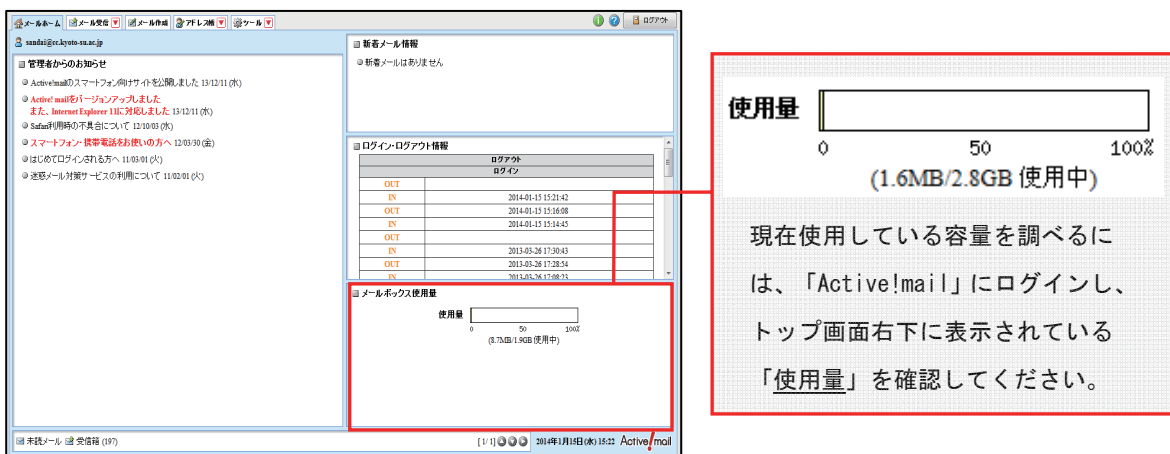 メールホーム メール受信 メール作成 アドレス帳 ツール ログアウト
sandai@cc.kyoto-su.ac.jp
管理者からのお知らせ
Active!mailのスマートフォン向けサイトを公開しました 13/12/11 (水)
Active! mailをバージョンアップしました
また、Internet Explorer 11に対応しました 13/12/11 (水)
Safari利用時の不具合について 12/10/03 (水)
スマートフォン・携帯電話をお使いの方へ 12/03/30 (金)
はじめてログインされる方へ 11/03/01 (火)
迷惑メール対策サービスの利用について 11/02/01 (火)
新着メール情報
新着メールはありません
ログイン・ログアウト情報
ログアウト
ログイン
OUT
IN 2014-01-15 15:21:42
OUT 2014-01-15 15:16:08
IN 2014-01-15 15:14:45
OUT
IN 2013-03-26 17:30:43
OUT 2013-03-26 17:28:54
IN 2013-03-26 17:08:23
メールボックス使用量
使用量
0 50 100%
(8.7MB/1.9GB 使用中)
未読メール 受信箱 (197) [1/1] 2014年1月15日(水) 15:22 Active!mail
使用量
0 50 100%
(1.6MB/2.8GB 使用中)
現在使用している容量を調べるに
は、「Active!mail」にログインし、
トップ画面右下に表示されている
「使用量」を確認してください。